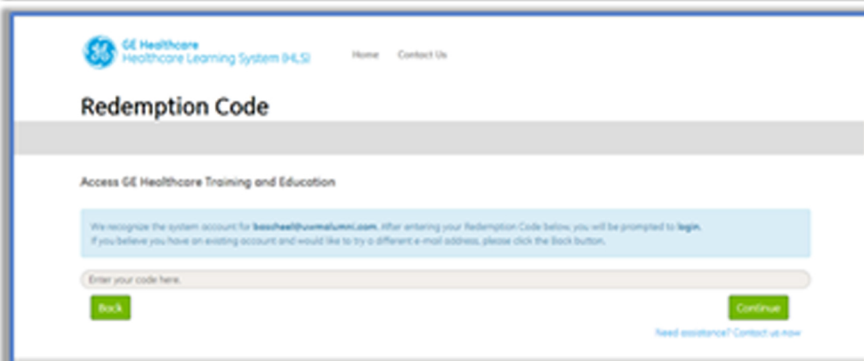 GE Healthcare
Healthcare Learning System (HLS)
Home Contact Us
Redemption Code
Access GE Healthcare Training and Education
We recognize the system account for After entering your Redemption Code below, you will be prompted to login.
If you believe you have an existing account and would like to try a different e-mail address, please click the Back button.
Enter your code here.
Back Continue
Need assistance? Contact us now